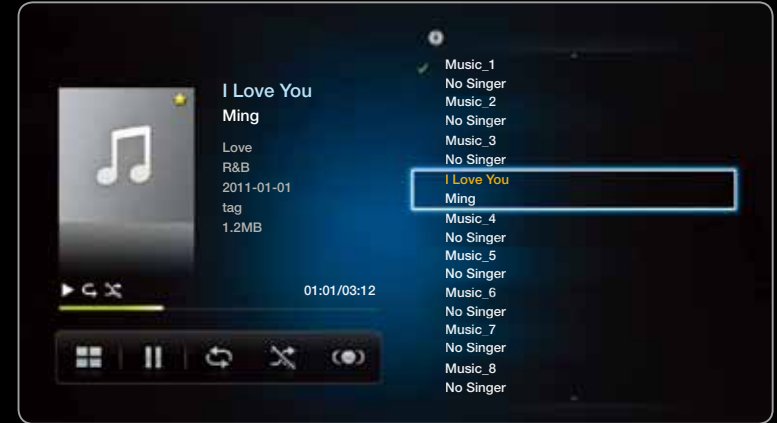 I Love You
Ming
Love
R&B
2011-01-01
tag
1.2MB
01:01/03:12
Music_1
No Singer
Music_2
No Singer
Music_3
No Singer
I Love You
Ming
Music_4
No Singer
Music_5
No Singer
Music_6
No Singer
Music_7
No Singer
Music_8
No Singer